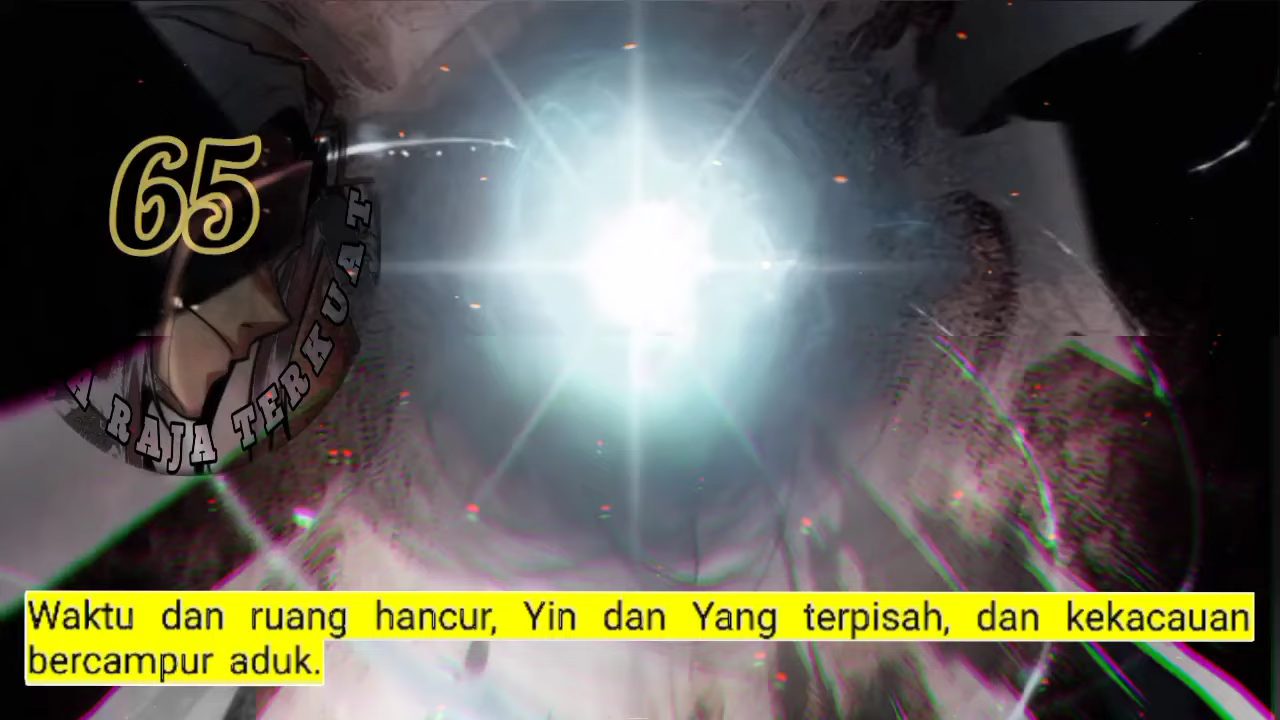 65
RAJA TERKUAT
Waktu dan ruang hancur, Yin dan Yang terpisah, dan kekacauan
bercampur aduk.